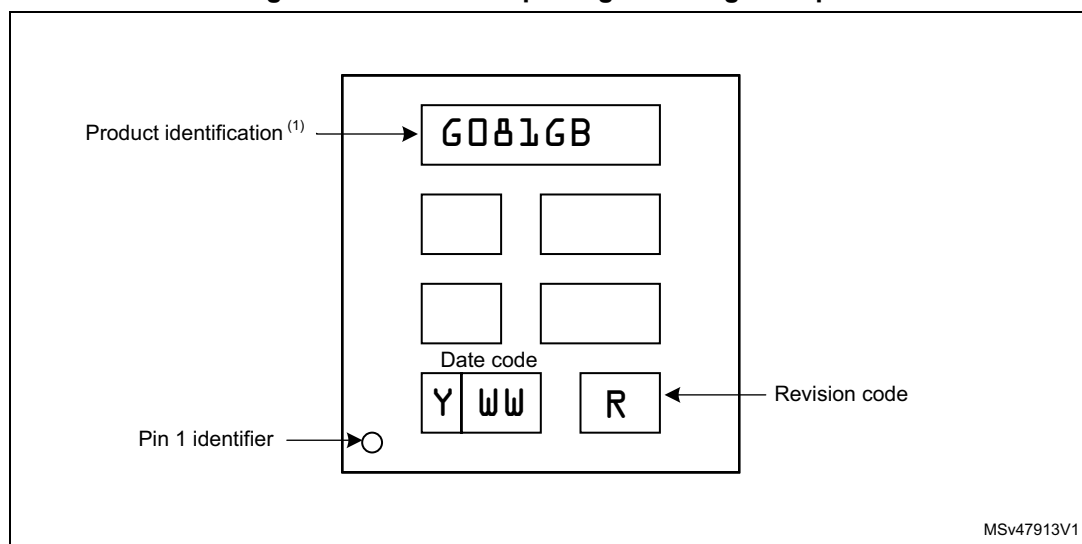 Product identification (1)
G081GB
Date code
Y WW R
Revision code
Pin 1 identifier
MSv47913V1